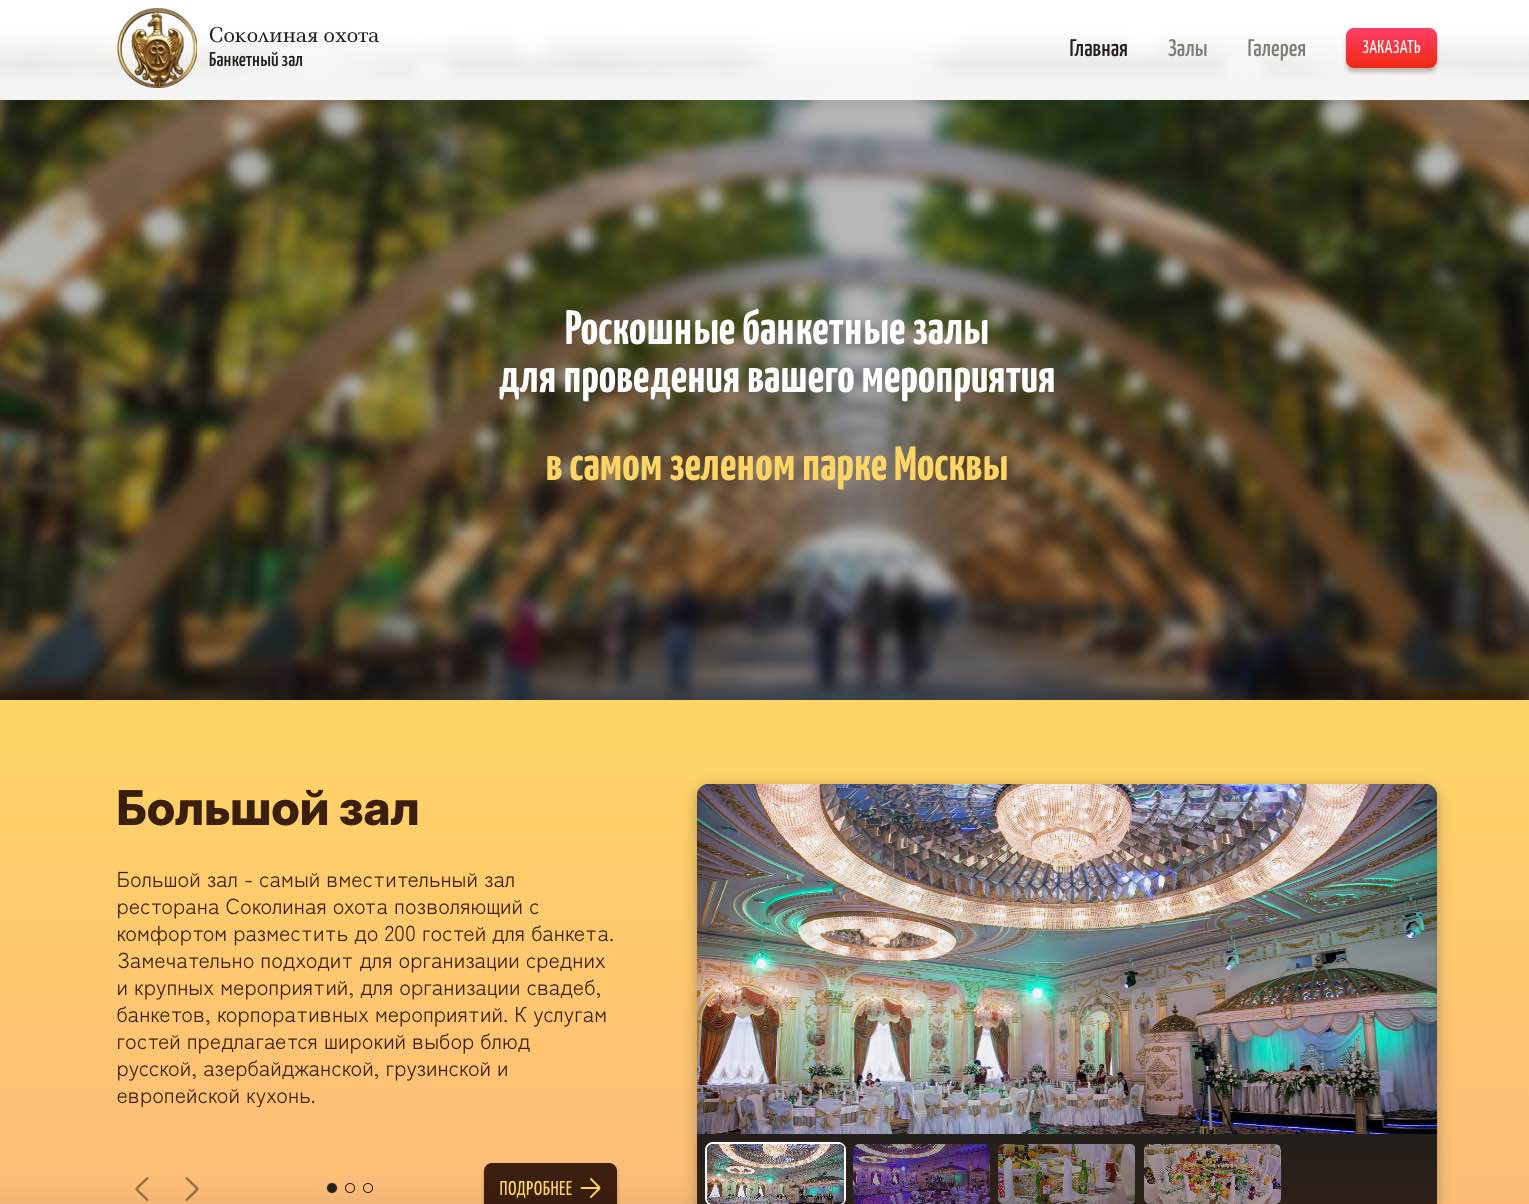 Соколиная охота
Банкетный зал
Главная
Залы
Галерея
ЗАКАЗАТЬ
Роскошные банкетные залы
для проведения вашего мероприятия
в самом зеленом парке Москвы
Большой зал
Большой зал - самый вместительный зал
ресторана Соколиная охота позволяющий с
комфортом разместить до 200 гостей для банкета.
Замечательно подходит для организации средних
и крупных мероприятий, для организации свадеб,
банкетов, корпоративных мероприятий. К услугам
гостей предлагается широкий выбор блюд
русской, азербайджанской, грузинской и
европейской кухонь.
ПОДРОБНЕЕ